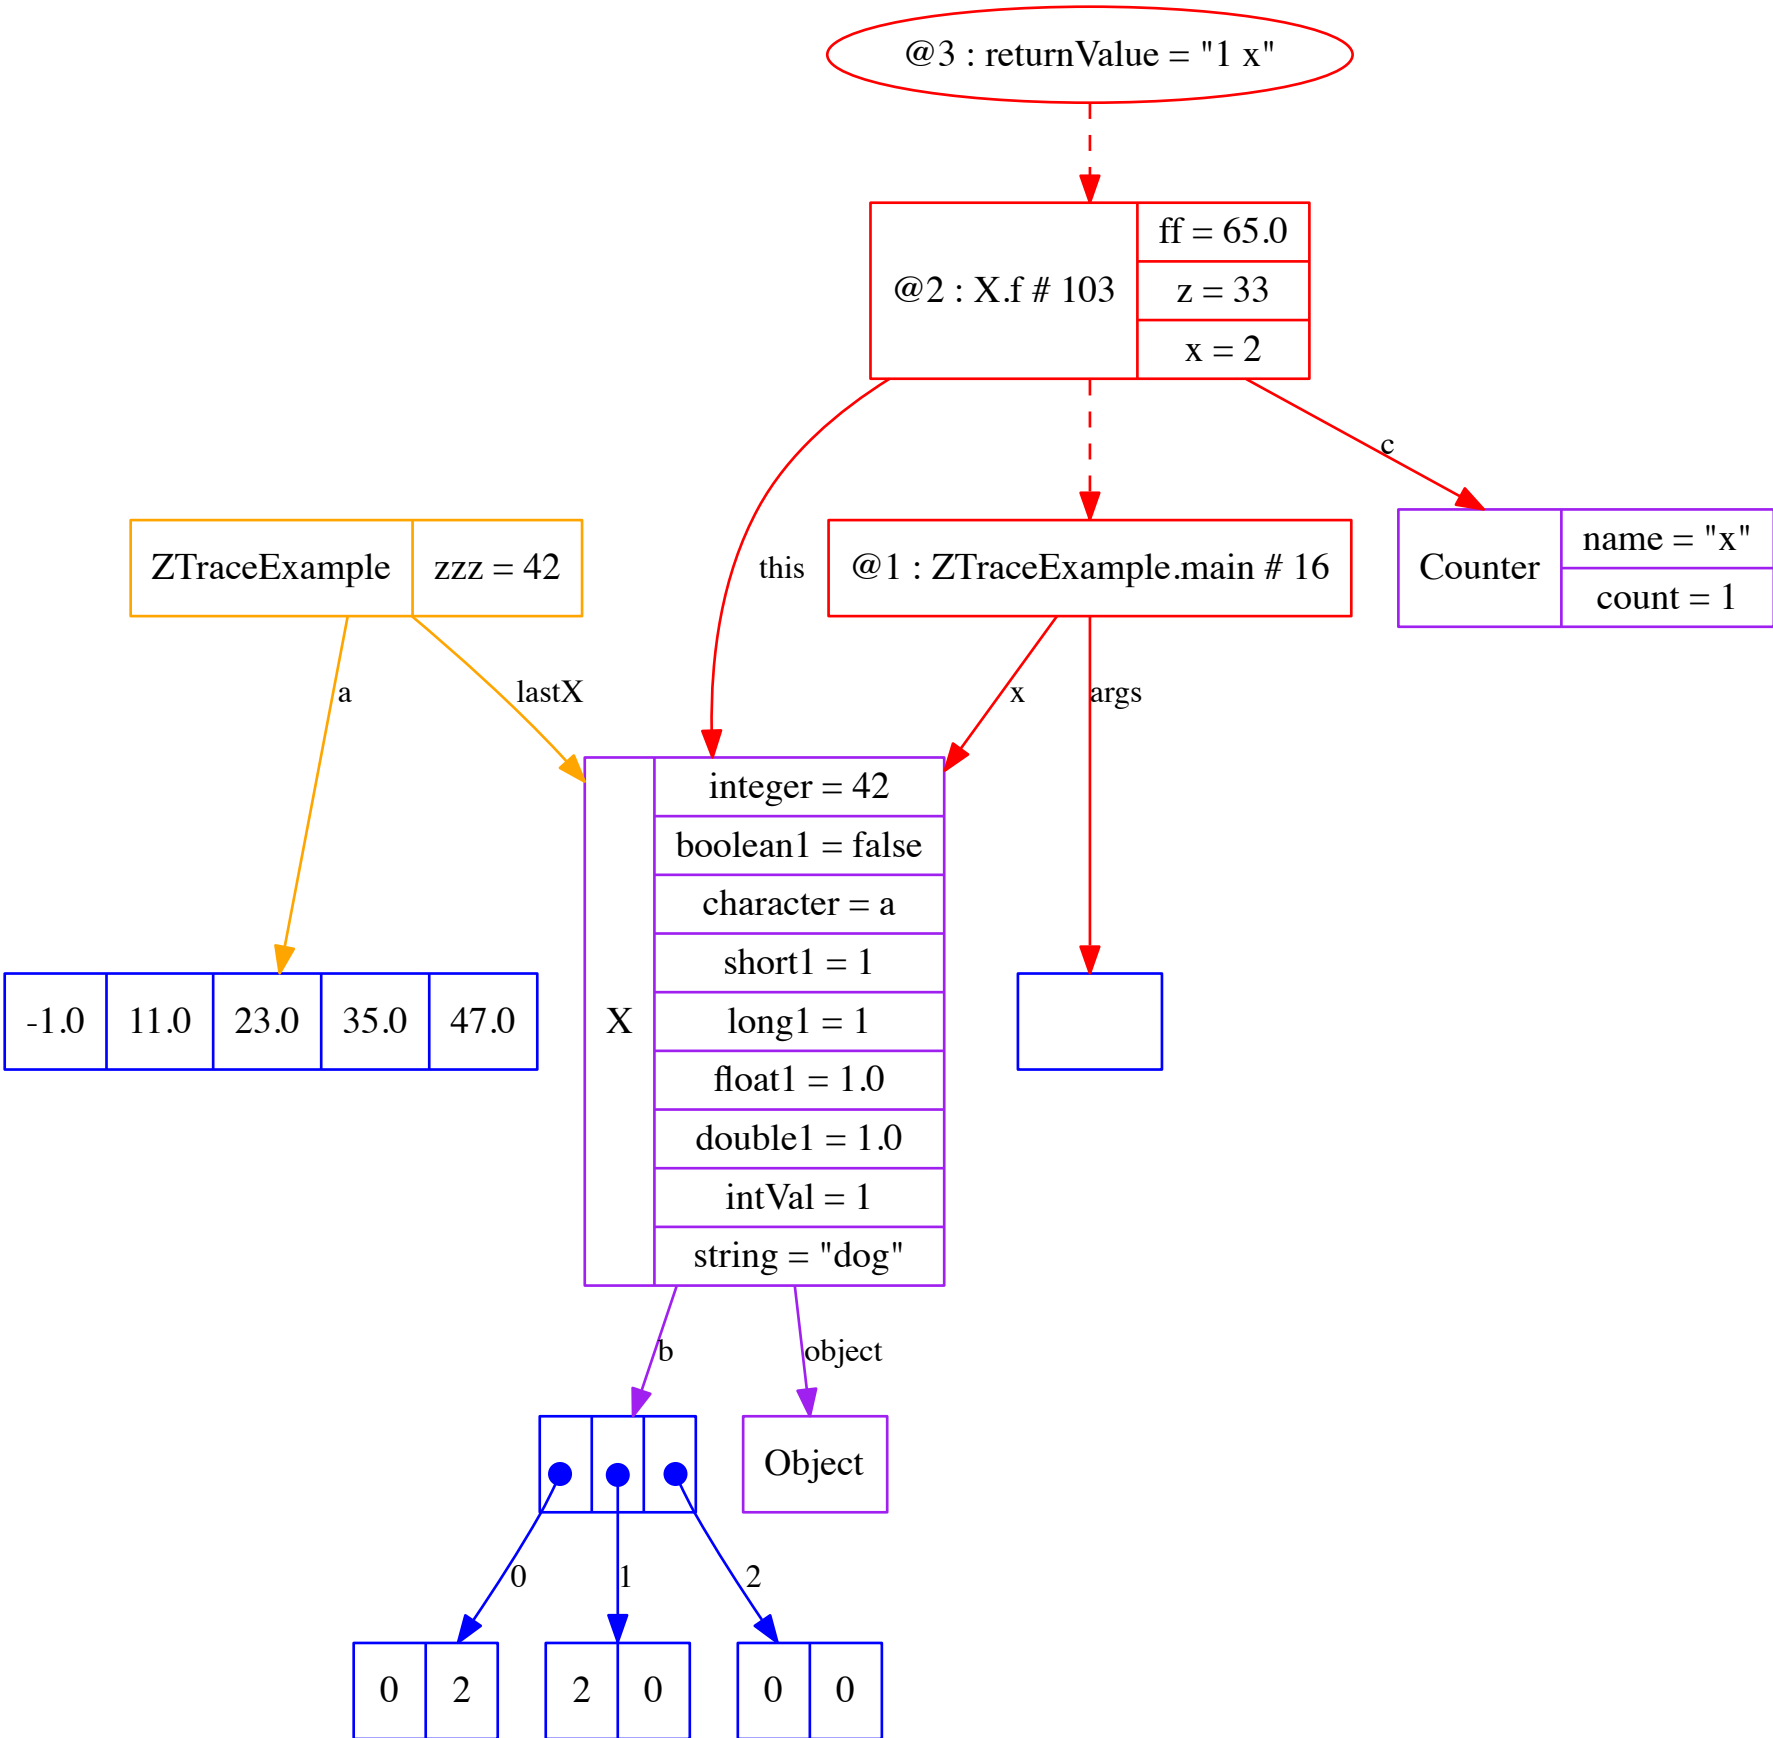 @3 : returnValue = "1 x"
@2 : X.f # 103
ff = 65.0
z = 33
x = 2
c
this
ZTraceExample
zzz = 42
@1 : ZTraceExample.main # 16
Counter
name = "x"
count = 1
a
lastX
x
args
X
integer = 42
boolean1 = false
character = a
short1 = 1
long1 = 1
float1 = 1.0
double1 = 1.0
intVal = 1
string = "dog"
-1.0
11.0
23.0
35.0
47.0
b
object
Object
0
1
2
0
2
2
0
0
0